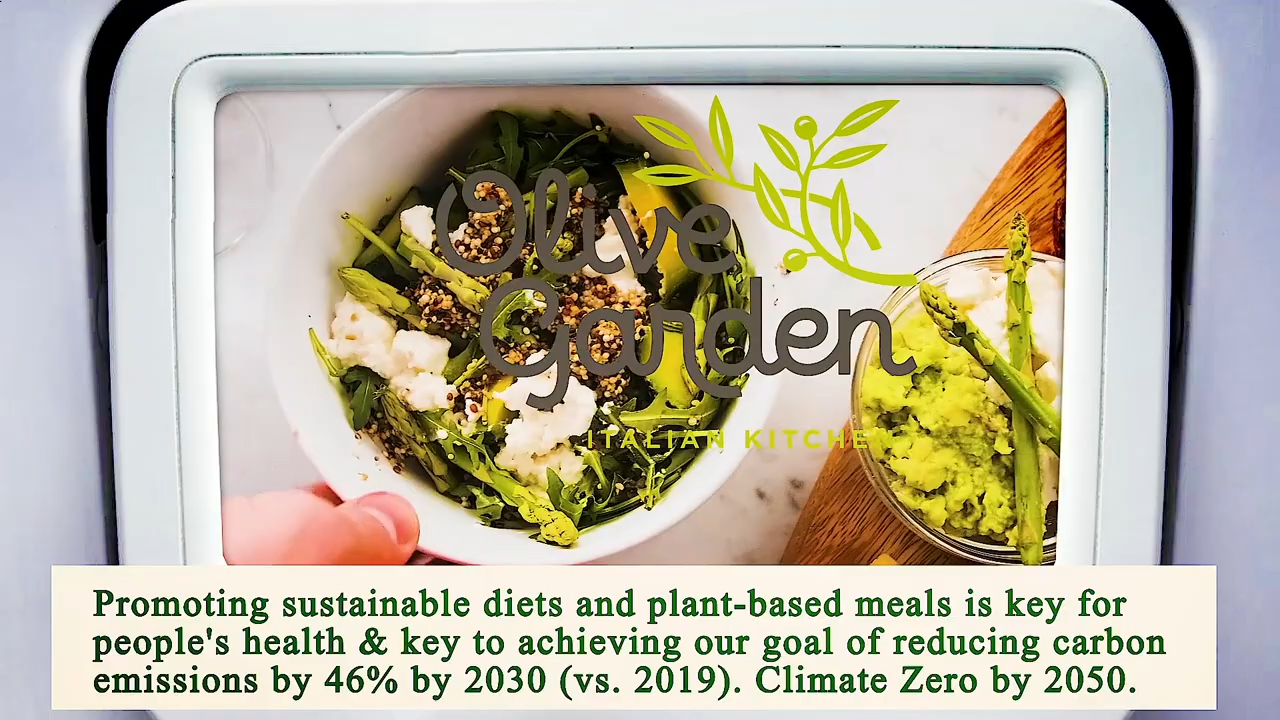 Olive
Garden
ITALIAN KITCHEN
Promoting sustainable diets and plant-based meals is key for
people's health & key to achieving our goal of reducing carbon
emissions by 46% by 2030 (vs. 2019). Climate Zero by 2050.